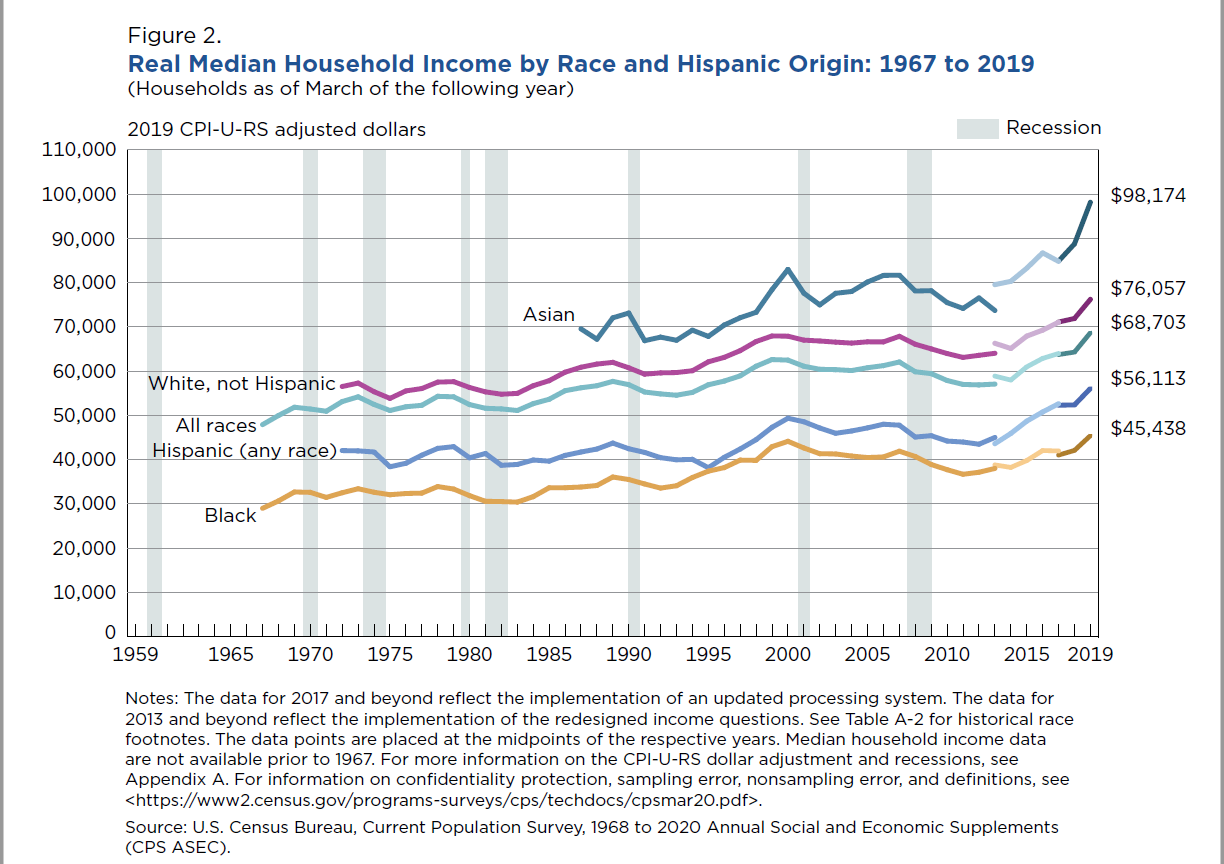 Figure 2.
Real Median Household Income by Race and Hispanic Origin: 1967 to 2019
(Households as of March of the following year)
2019 CPI-U-RS adjusted dollars
Recession
110,000
100,000
$98,174
90,000
80,000
$76,057
70,000
Asian
$68,703
60,000
White, not Hispanic
$56,113
50,000
All races
$45,438
Hispanic (any race)
40,000
30,000
Black
20,000
10,000
0
1959 1965 1970 1975 1980 1985 1990 1995 2000 2005 2010 2015 2019
Notes: The data for 2017 and beyond reflect the implementation of an updated processing system. The data for
2013 and beyond reflect the implementation of the redesigned income questions. See Table A-2 for historical race
footnotes. The data points are placed at the midpoints of the respective years. Median household income data
are not available prior to 1967. For more information on the CPI-U-RS dollar adjustment and recessions, see
Appendix A. For information on confidentiality protection, sampling error, nonsampling error, and definitions, see
<https://www2.census.gov/programs-surveys/cps/techdocs/cpsmar20.pdf>.
Source: U.S. Census Bureau, Current Population Survey, 1968 to 2020 Annual Social and Economic Supplements
(CPS ASEC).